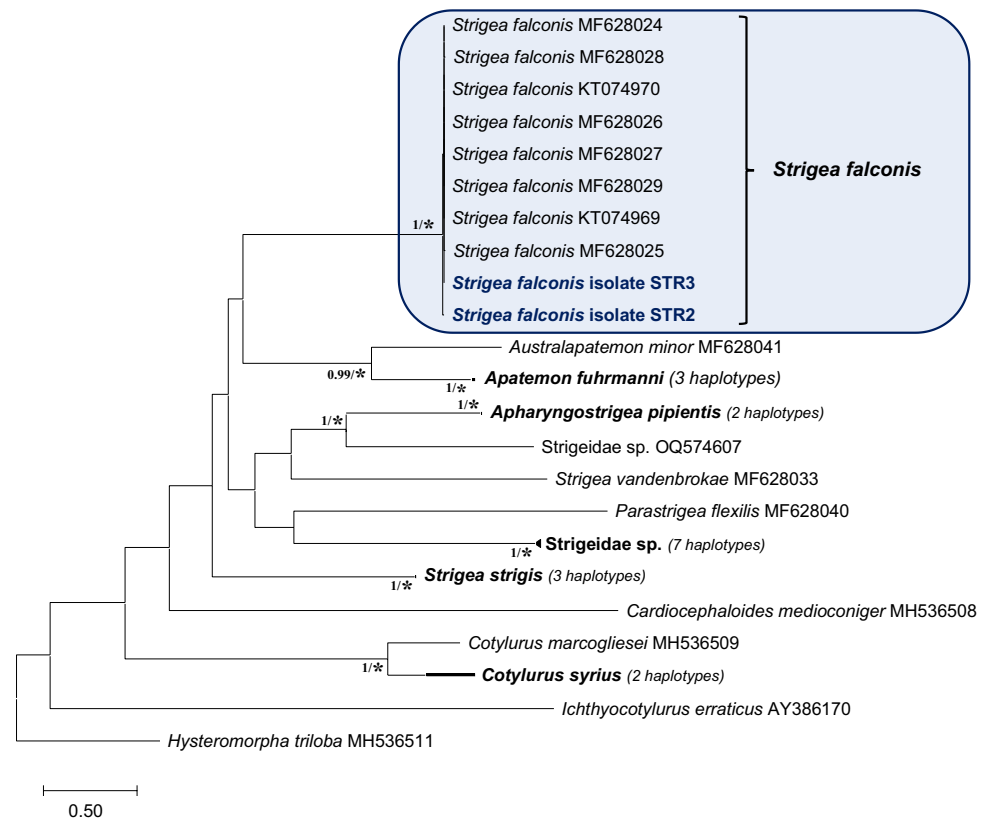 Strigea falconis MF628024
Strigea falconis MF628028
Strigea falconis KT074970
Strigea falconis MF628026
Strigea falconis MF628027
Strigea falconis
Strigea falconis MF628029
Strigea falconis KT074969
1/*
Strigea falconis MF628025
Strigea falconis isolate STR3
Strigea falconis isolate STR2
Australapatemon minor MF628041
0.99/*
Apatemon fuhrmanni (3 haplotypes)
1/*
1/*
Apharyngostrigea pipientis (2 haplotypes)
1/*
Strigeidae sp. OQ574607
Strigea vandenbrokae MF628033
Parastrigea flexilis MF628040
Strigeidae sp. (7 haplotypes)
1/*
Strigea strigis (3 haplotypes)
1/*
Cardiocephaloides medioconiger MH536508
Cotylurus marcogliesei MH536509
1/*
Cotylurus syrius (2 haplotypes)
Ichthyocotylurus erraticus AY386170
Hysteromorpha triloba MH536511
0.50